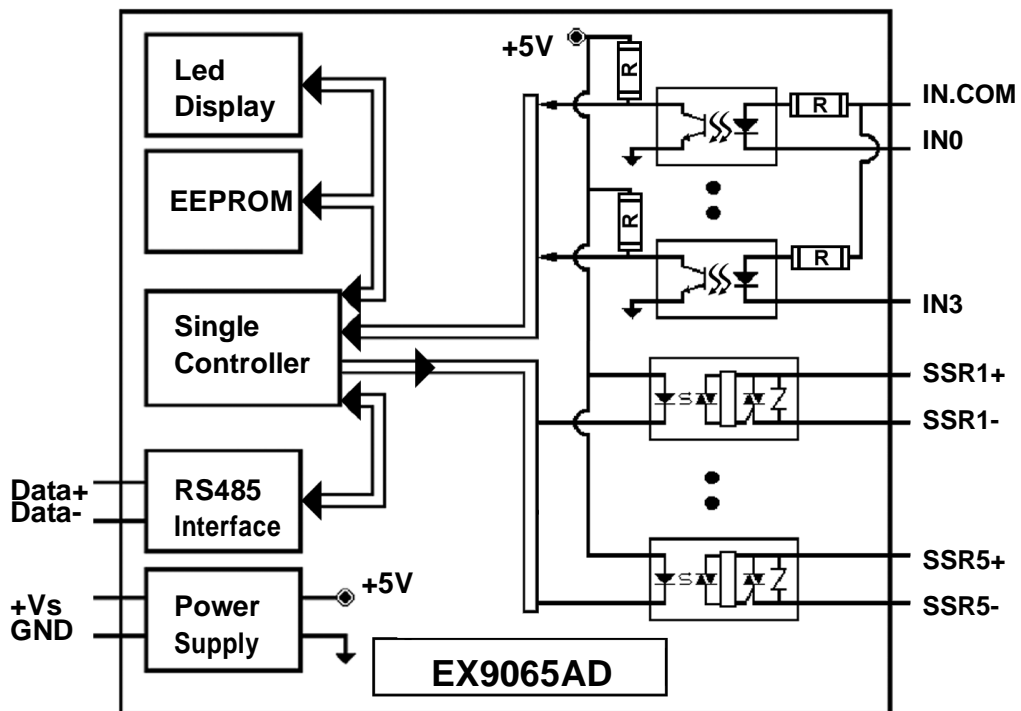 Led
Display
EEPROM
Single
Controller
RS485
Interface
Power
Supply
Data+
Data-
+Vs
GND
+5V
+5V
R
R
R
R
IN.COM
IN0
IN3
SSR1+
SSR1-
SSR5+
SSR5-
EX9065AD